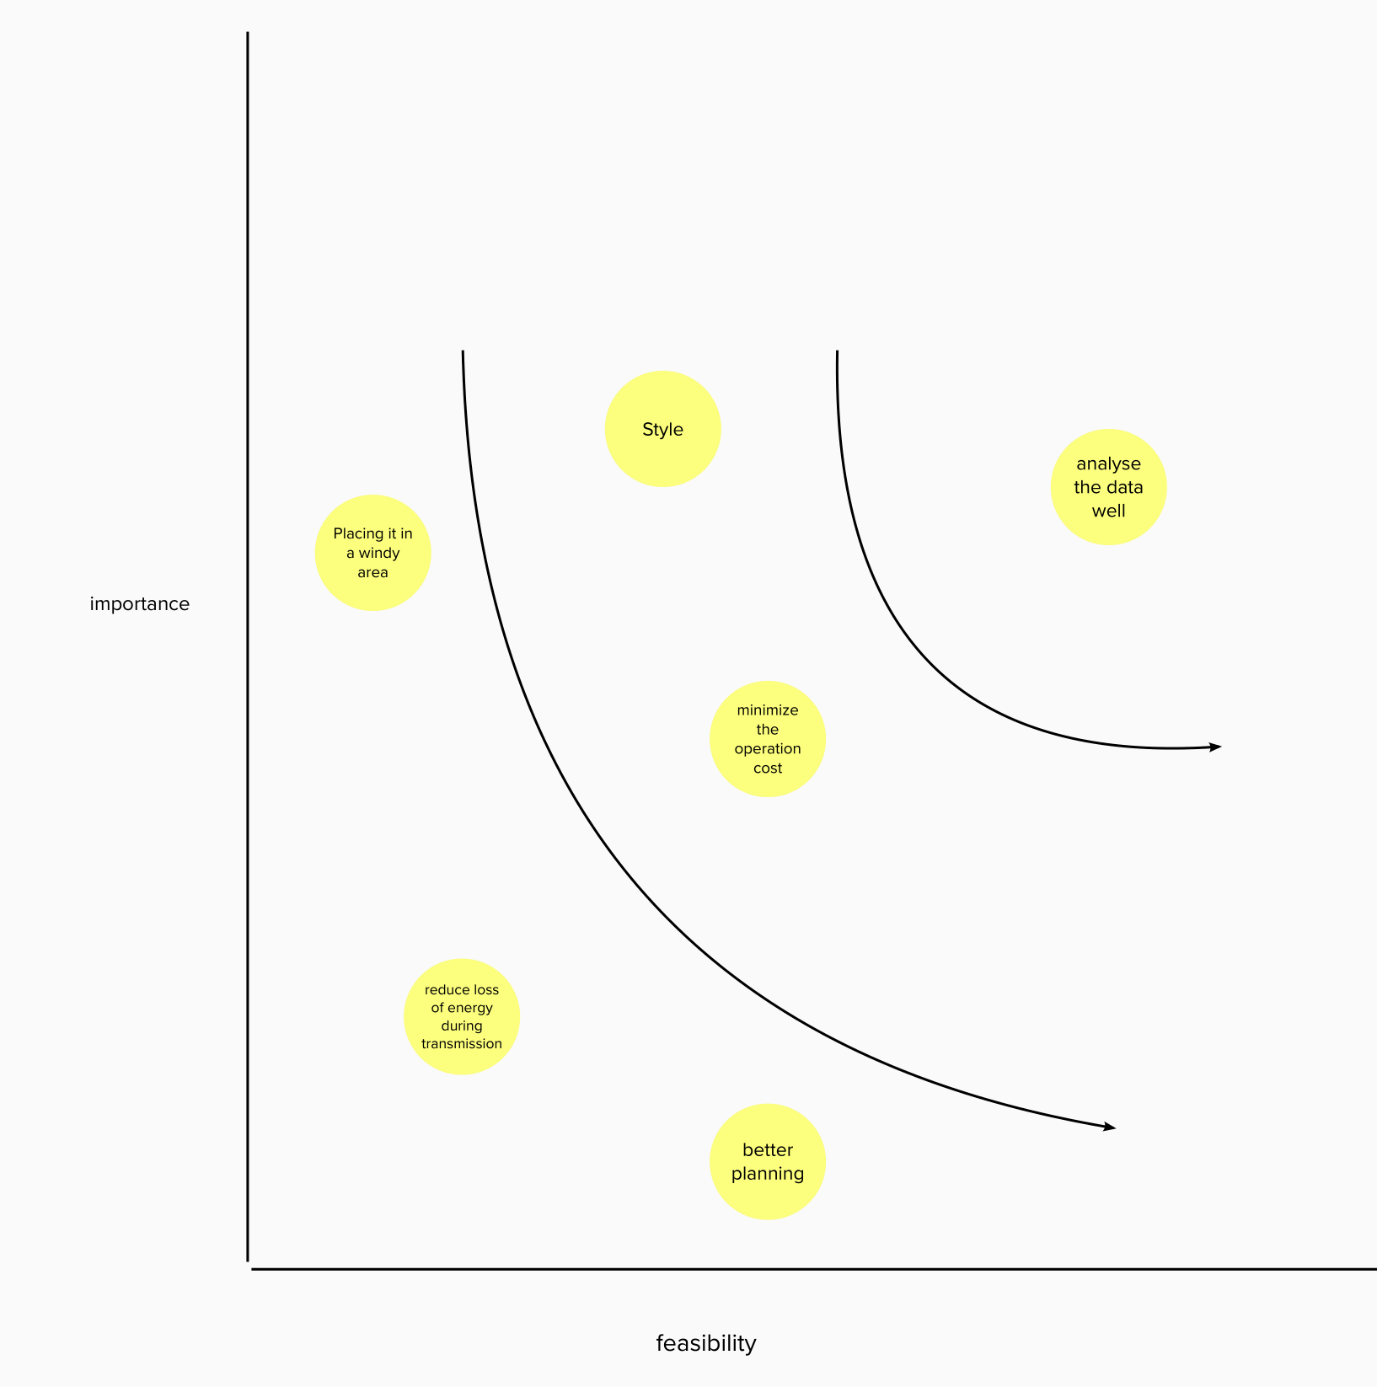 Style
analyse
the data
well
Placing it in
a windy
area
importance
minimize
the
operation
cost
reduce loss
of energy
during
transmission
better
planning
feasibility